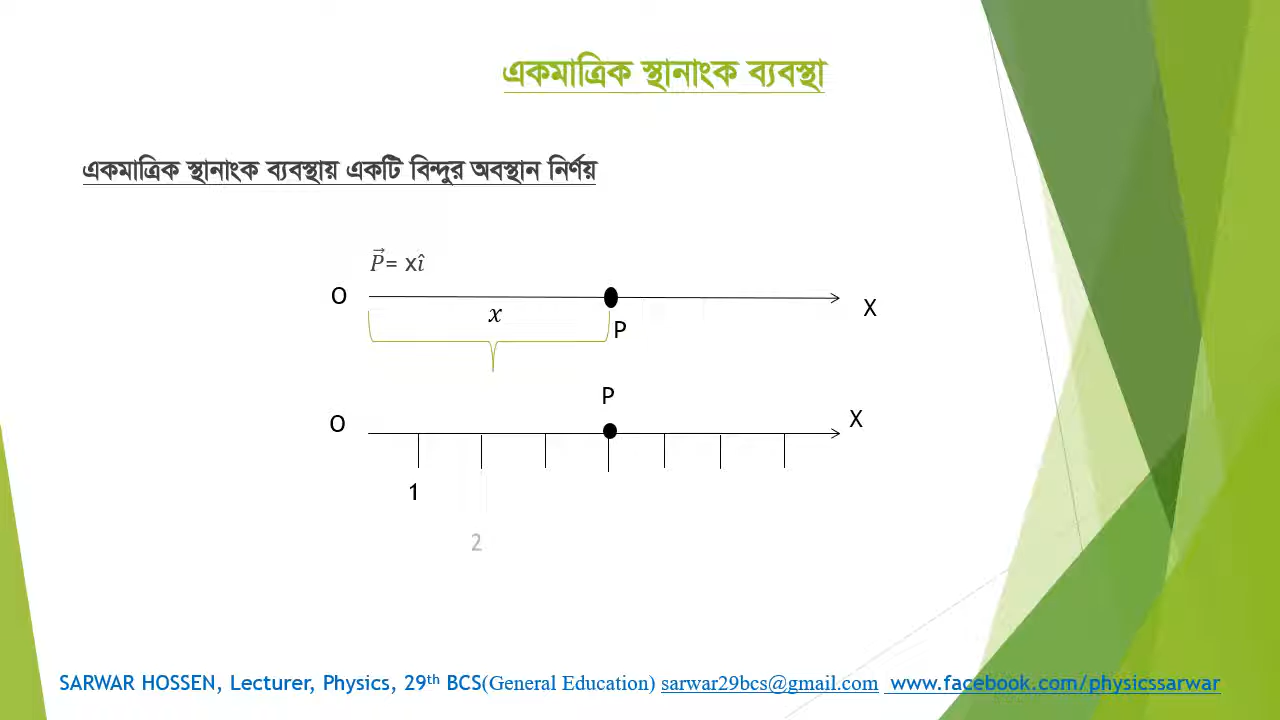 একমাত্রিক স্থানাংক ব্যবস্থা
একমাত্রিক স্থানাংক ব্যবস্থায় একটি বিন্দুর অবস্থান নির্ণয়
P⃗= xî
O
x
P
X
P
O
X
1
2
SARWAR HOSSEN, Lecturer, Physics, 29th BCS(General Education) sarwar29bcs@gmail.com www.facebook.com/physicssarwar